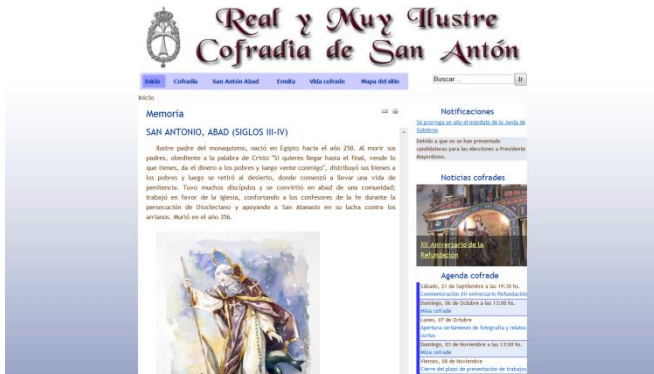 Real y Muy Ilustre
Cofradia de San Antón
Inicio Cofradía San Antón Abad Ermita Vida cofrade Mapa del sitio
Buscar... Ir
Inicio
Memoria
SAN ANTONIO, ABAD (SIGLOS III-IV)
Ilustre padre del monaquismo, nació en Egipto hacia el año 250. Al morir sus
padres, obediente a la palabra de Cristo "Si quieres llegar hasta el final, vende lo
que tienes, da el dinero a los pobres y luego vente conmigo", distribuyó sus bienes a
los pobres y luego se retiró al desierto, donde comenzó a llevar una vida de
penitencia. Tuvo muchos discípulos y se convirtió en abad de una comunidad;
trabajó en favor de la Iglesia, confortando a los confesores de la fe durante la
persecución de Diocleciano y apoyando a San Atanasio en su lucha contra los
arrianos. Murió en el año 356.
Notificaciones
Se prorroga un año el mandato de la Junta de
Gobierno
Debido a que no se han presentado
candidaturas para las elecciones a Presidente
Mayordomo.
Noticias cofrades
XII Aniversario de la
Refundación
Agenda cofrade
Sábado, 21 de Septiembre a las 19:30 hs.
Conmemoración XII Aniversario Refundación
Domingo, 06 de Octubre a las 13:00 hs.
Misa cofrade
Lunes, 07 de Octubre
Apertura certámenes de fotografía y relatos
cortos
Domingo, 03 de Noviembre a las 13:00 hs.
Misa cofrade
Viernes, 08 de Noviembre
Cierre del plazo de presentación de trabajos